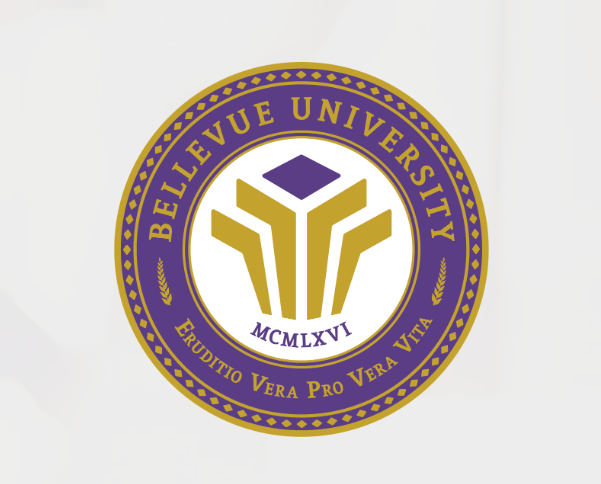 BELLEVUE UNIVERSITY
MCMLXVI
ERUDITIO VERA PRO VERA VITA